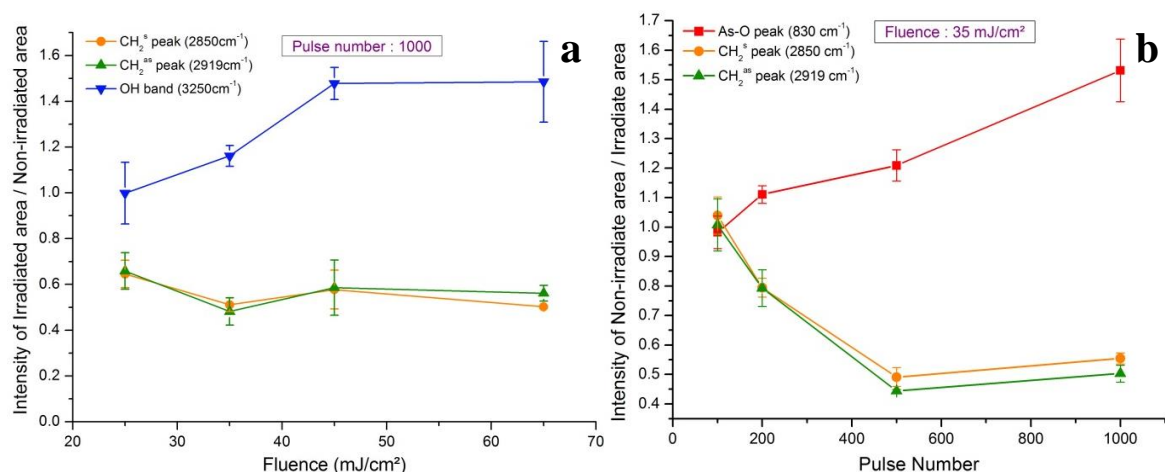 CH₂ˢ peak (2850cm⁻¹)
CH₂ᵃˢ peak (2919cm⁻¹)
OH band (3250cm⁻¹)
Pulse number : 1000
a
Intensity of Irradiated area / Non-irradiated area
1.6
1.4
1.2
1.0
0.8
0.6
0.4
0.2
0.0
20 30 40 50 60 70
Fluence (mJ/cm²)
As-O peak (830 cm⁻¹)
CH₂ˢ peak (2850 cm⁻¹)
CH₂ᵃˢ peak (2919 cm⁻¹)
Fluence : 35 mJ/cm²
b
Intensity of Non-irradiate area / Irradiate area
1.7
1.6
1.5
1.4
1.3
1.2
1.1
1.0
0.9
0.8
0.7
0.6
0.5
0.4
0 200 400 600 800 1000
Pulse Number